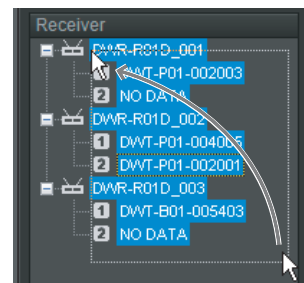 Receiver
DWR-R01D_001
1 DWT-P01-002003
2 NO DATA
DWR-R01D_002
1 DWT-P01-004005
2 DWT-P01-002001
DWR-R01D_003
1 DWT-B01-005403
2 NO DATA